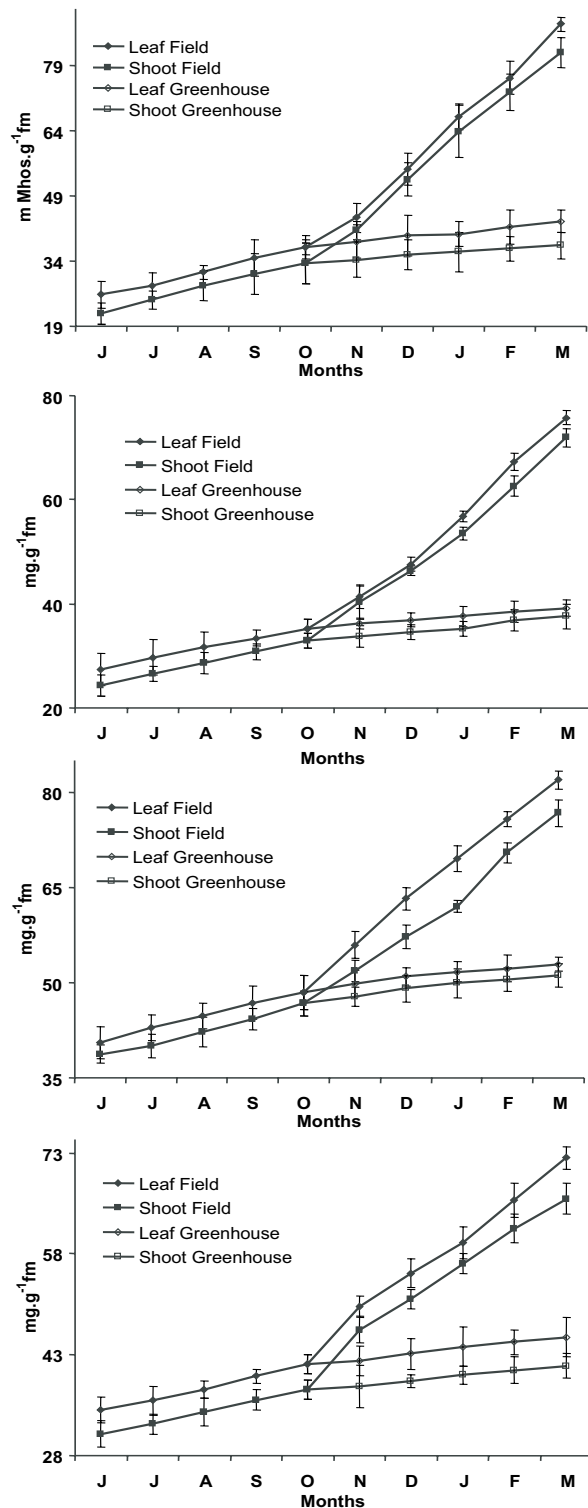 m Mhos.g-1fm
79
64
49
34
19
Leaf Field
Shoot Field
Leaf Greenhouse
Shoot Greenhouse
J J A S O N D J F M
Months
mg.g-1fm
80
60
40
20
Leaf Field
Shoot Field
Leaf Greenhouse
Shoot Greenhouse
J J A S O N D J F M
Months
mg.g-1fm
80
65
50
35
Leaf Field
Shoot Field
Leaf Greenhouse
Shoot Greenhouse
J J A S O N D J F M
Months
mg.g-1fm
73
58
43
28
Leaf Field
Shoot Field
Leaf Greenhouse
Shoot Greenhouse
J J A S O N D J F M
Months